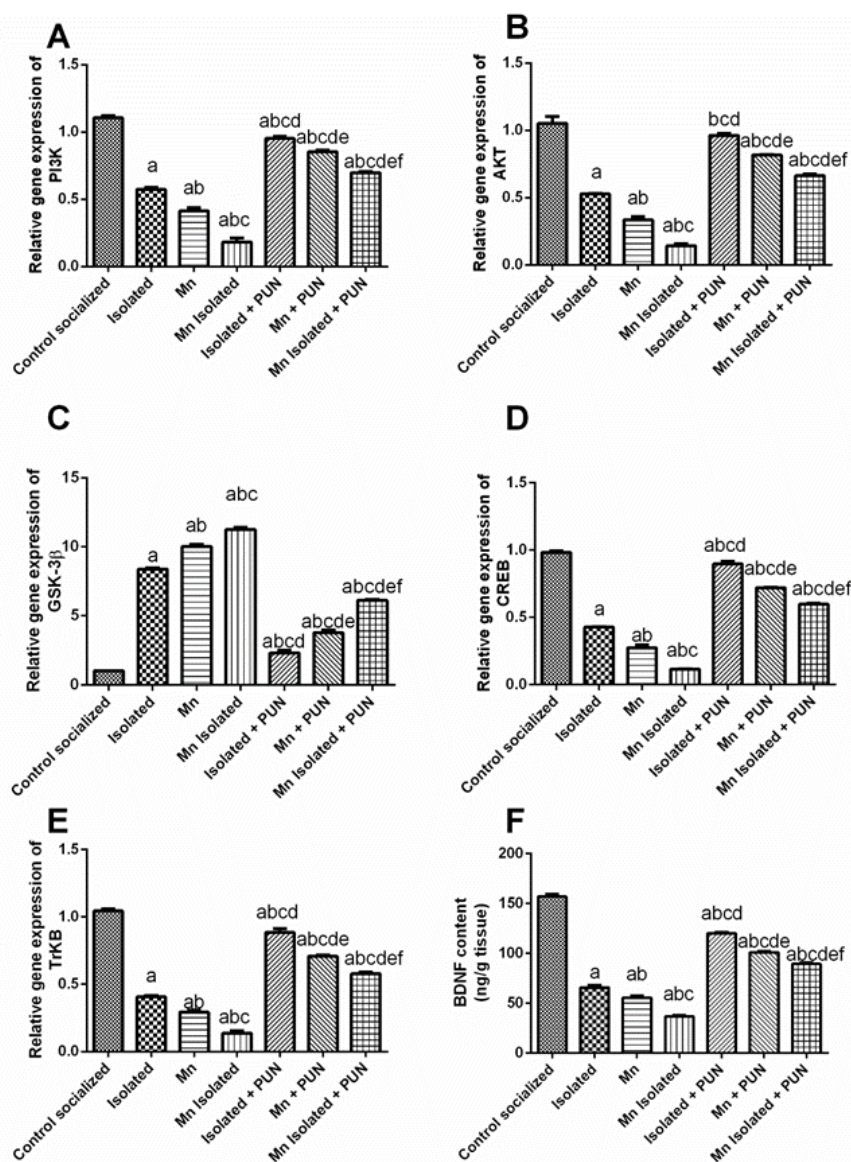 A
Relative gene expression of
PI3K
1.5
1.0
0.5
0.0
a
ab
abc
abcd
abcde
abcdef
Control socialized
Isolated
Mn
Mn Isolated
Isolated + PUN
Mn + PUN
Mn Isolated + PUN
B
Relative gene expression of
AKT
1.5
1.0
0.5
0.0
a
ab
abc
bcd
abcde
abcdef
Control socialized
Isolated
Mn
Mn Isolated
Isolated + PUN
Mn + PUN
Mn Isolated + PUN
C
Relative gene expression of
GSK-3β
15
10
5
0
a
ab
abc
abcd
abcde
abcdef
Control socialized
Isolated
Mn
Mn Isolated
Isolated + PUN
Mn + PUN
Mn Isolated + PUN
D
Relative gene expression of
CREB
1.5
1.0
0.5
0.0
a
ab
abc
abcd
abcde
abcdef
Control socialized
Isolated
Mn
Mn Isolated
Isolated + PUN
Mn + PUN
Mn Isolated + PUN
E
Relative gene expression of
TrKB
1.5
1.0
0.5
0.0
a
ab
abc
abcd
abcde
abcdef
Control socialized
Isolated
Mn
Mn Isolated
Isolated + PUN
Mn + PUN
Mn Isolated + PUN
F
BDNF content
(ng/g tissue)
200
150
100
50
0
a
ab
abc
abcd
abcde
abcdef
Control socialized
Isolated
Mn
Mn Isolated
Isolated + PUN
Mn + PUN
Mn Isolated + PUN